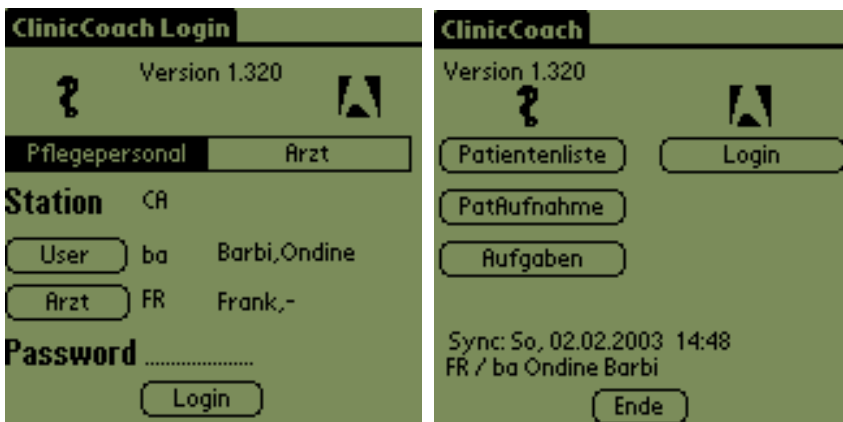 ClinicCoach Login
Version 1.320
Pflegepersonal Arzt
Station CA
User ba Barbi,Ondine
Arzt FR Frank,-
Password ......................
Login
ClinicCoach
Version 1.320
Patientenliste Login
PatAufnahme
Aufgaben
Sync: So, 02.02.2003 14:48
FR / ba Ondine Barbi
Ende